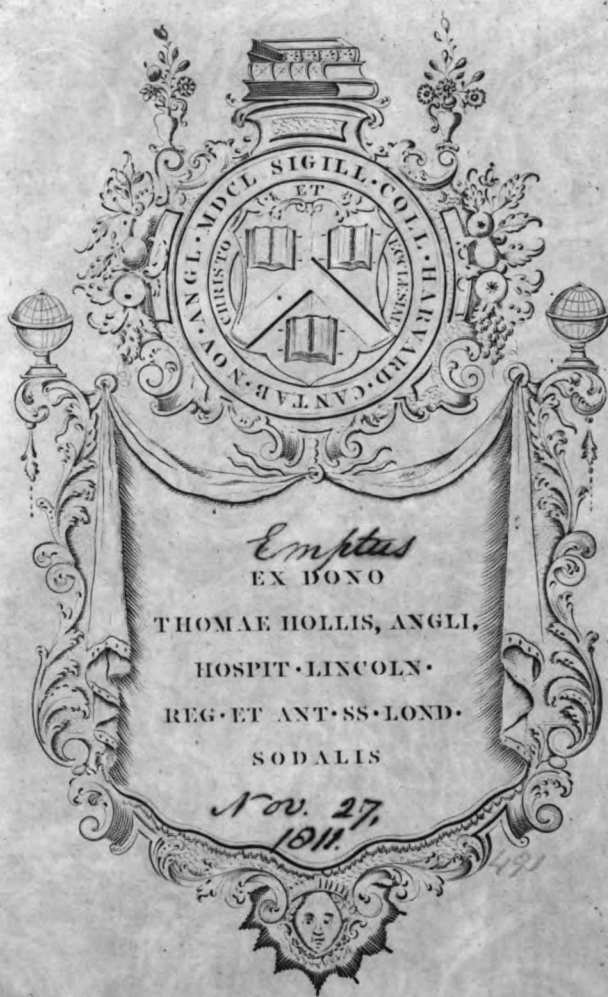 SIGILL·COLL·HARVARD·CANTAB·NOV·ANGL·MDCL
CHRISTO ET ECCLESIAE
Emptus
EX DONO
THOMAE HOLLIS, ANGLI,
HOSPIT·LINCOLN·
REG·ET ANT·SS·LOND·
SODALIS
Nov. 27,
1811.